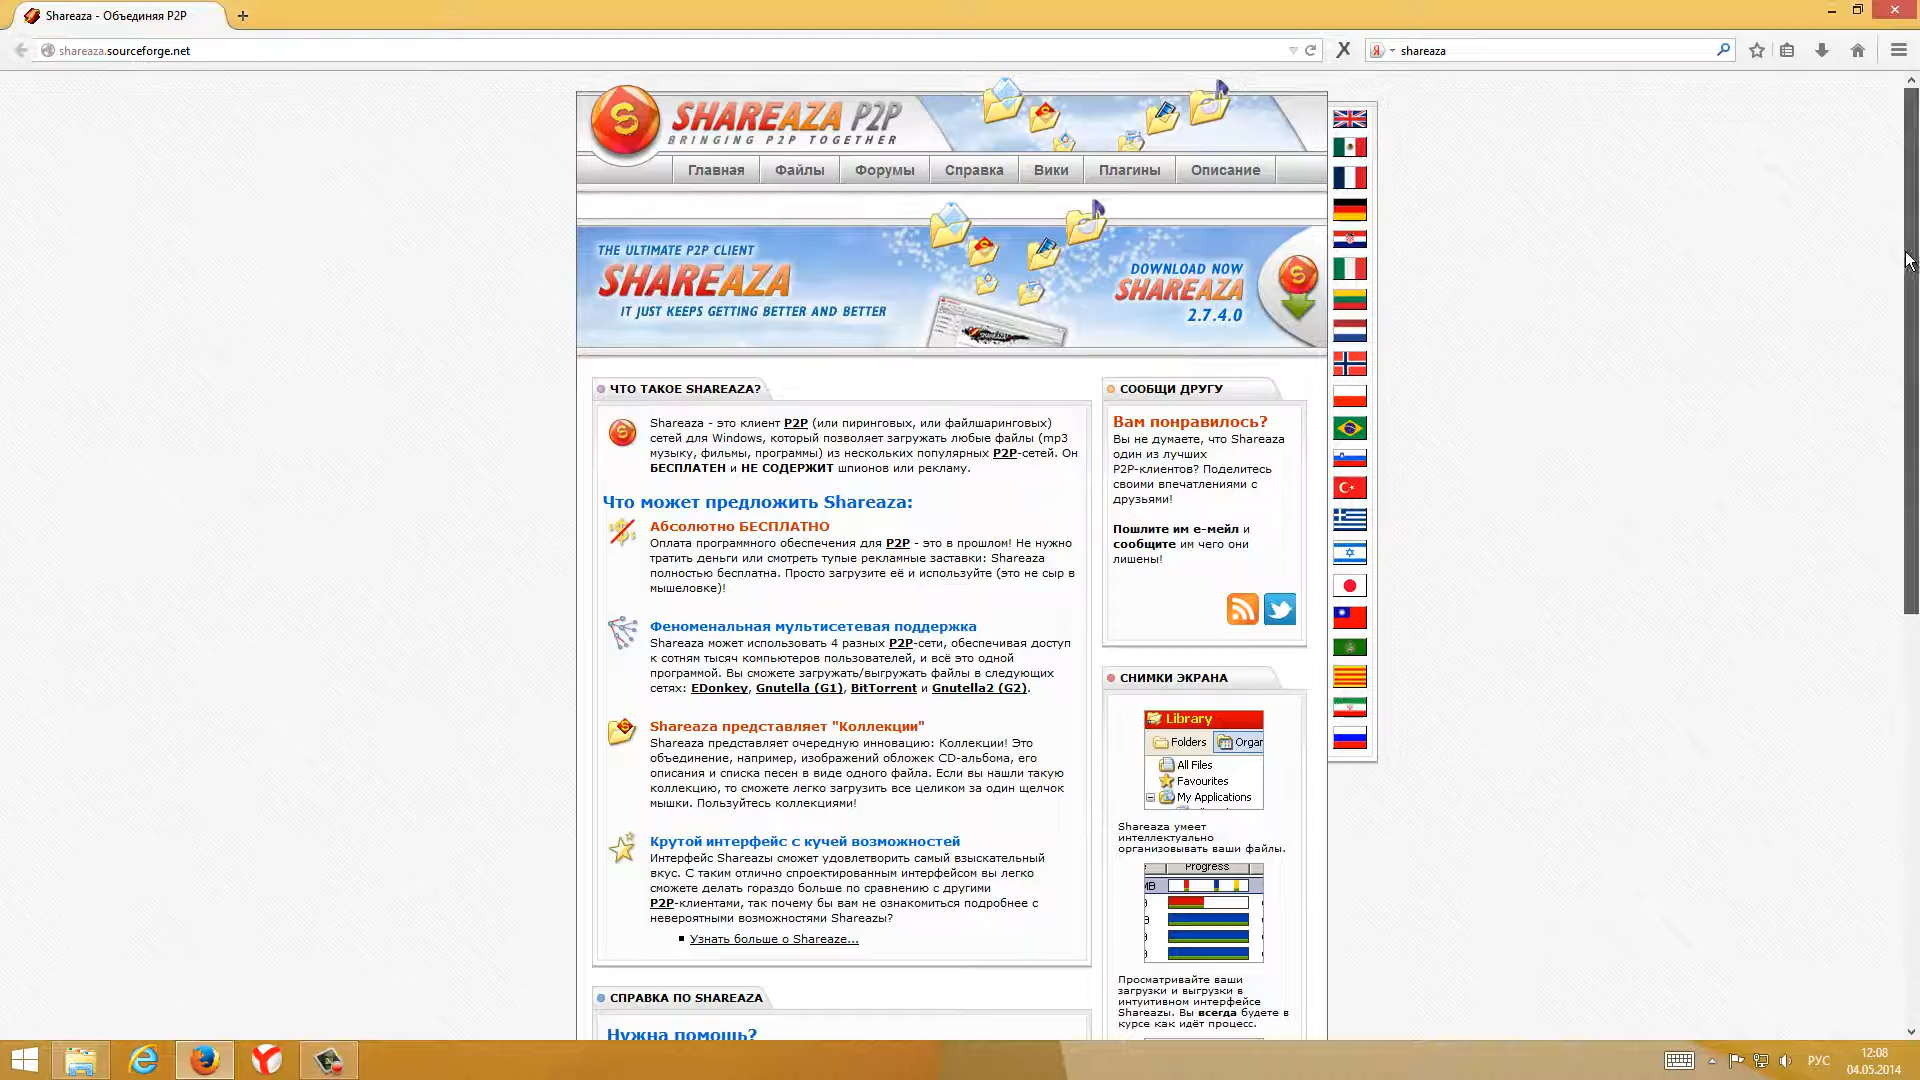 Shareaza - Объединяя P2P
shareaza.sourceforge.net
shareaza
SHAREAZA P2P
BRINGING P2P TOGETHER
Главная Файлы Форумы Справка Вики Плагины Описание
THE ULTIMATE P2P CLIENT
SHAREAZA
IT JUST KEEPS GETTING BETTER AND BETTER
DOWNLOAD NOW
SHAREAZA
2.7.4.0
ЧТО ТАКОЕ SHAREAZA?
Shareaza - это клиент P2P (или пиринговых, или файлшаринговых)
сетей для Windows, который позволяет загружать любые файлы (mp3
музыку, фильмы, программы) из нескольких популярных P2P-сетей. Он
БЕСПЛАТЕН и НЕ СОДЕРЖИТ шпионов или рекламу.
Что может предложить Shareaza:
Абсолютно БЕСПЛАТНО
Оплата программного обеспечения для P2P - это в прошлом! Не нужно
тратить деньги или смотреть тупые рекламные заставки: Shareaza
полностью бесплатна. Просто загрузите её и используйте (это не сыр в
мышеловке)!
Феноменальная мультисетевая поддержка
Shareaza может использовать 4 разных P2P-сети, обеспечивая доступ
к сотням тысяч компьютеров пользователей, и всё это одной
программой. Вы сможете загружать/выгружать файлы в следующих
сетях: EDonkey, Gnutella (G1), BitTorrent и Gnutella2 (G2).
Shareaza представляет "Коллекции"
Shareaza представляет очередную инновацию: Коллекции! Это
объединение, например, изображений обложек CD-альбома, его
описания и списка песен в виде одного файла. Если вы нашли такую
коллекцию, то сможете легко загрузить все целиком за один щелчок
мышки. Пользуйтесь коллекциями!
Крутой интерфейс с кучей возможностей
Интерфейс Shareazы сможет удовлетворить самый взыскательный
вкус. С таким отлично спроектированным интерфейсом вы легко
сможете делать гораздо больше по сравнению с другими
P2P-клиентами, так почему бы вам не ознакомиться подробнее с
невероятными возможностями Shareazы?
Узнать больше о Shareaze...
СПРАВКА ПО SHAREAZA
Нужна помощь?
СООБЩИ ДРУГУ
Вам понравилось?
Вы не думаете, что Shareaza
один из лучших
P2P-клиентов? Поделитесь
своими впечатлениями с
друзьями!
Пошлите им е-мейл и
сообщите им чего они
лишены!
СНИМКИ ЭКРАНА
Library
Folders Organ
All Files
Favourites
My Applications
Shareaza умеет
интеллектуально
организовывать ваши файлы.
Progress
MB
Просматривайте ваши
загрузки и выгрузки в
интуитивном интерфейсе
Shareazы. Вы всегда будете в
курсе как идёт процесс.
РУС
12:08
04.05.2014